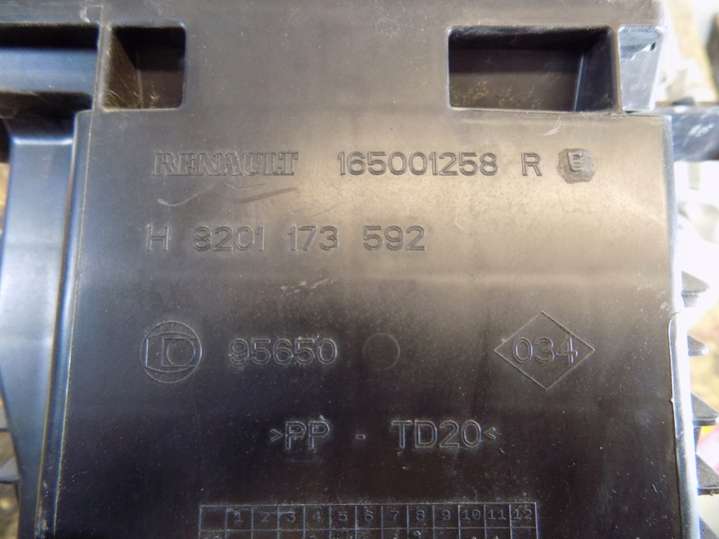 RENAULT 165001258 R B
H 8201 173 592
95650 034
>PP - TD20<
1 2 3 4 5 6 7 8 9 10 11 12